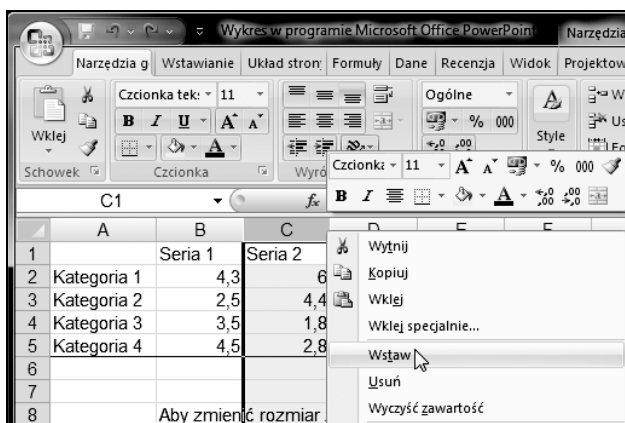 Wykres w programie Microsoft Office PowerPoint Narzędzia
Narzędzia g Wstawianie Układ strony Formuły Dane Recenzja Widok Projektow
Czcionka teks 11 Ogólne
B I U A A % 000
Wklej Style
Schowek Czcionka Wyró
Czcionka 11 A A % 000
B I A
C1 fx
A B C D E F
1 Seria 1 Seria 2
2 Kategoria 1 4,3 6
3 Kategoria 2 2,5 4,4
4 Kategoria 3 3,5 1,8
5 Kategoria 4 4,5 2,8
6
7
8 Aby zmienić rozmiar
Wytnij
Kopiuj
Wklej
Wklej specjalnie...
Wstaw
Usuń
Wyczyść zawartość